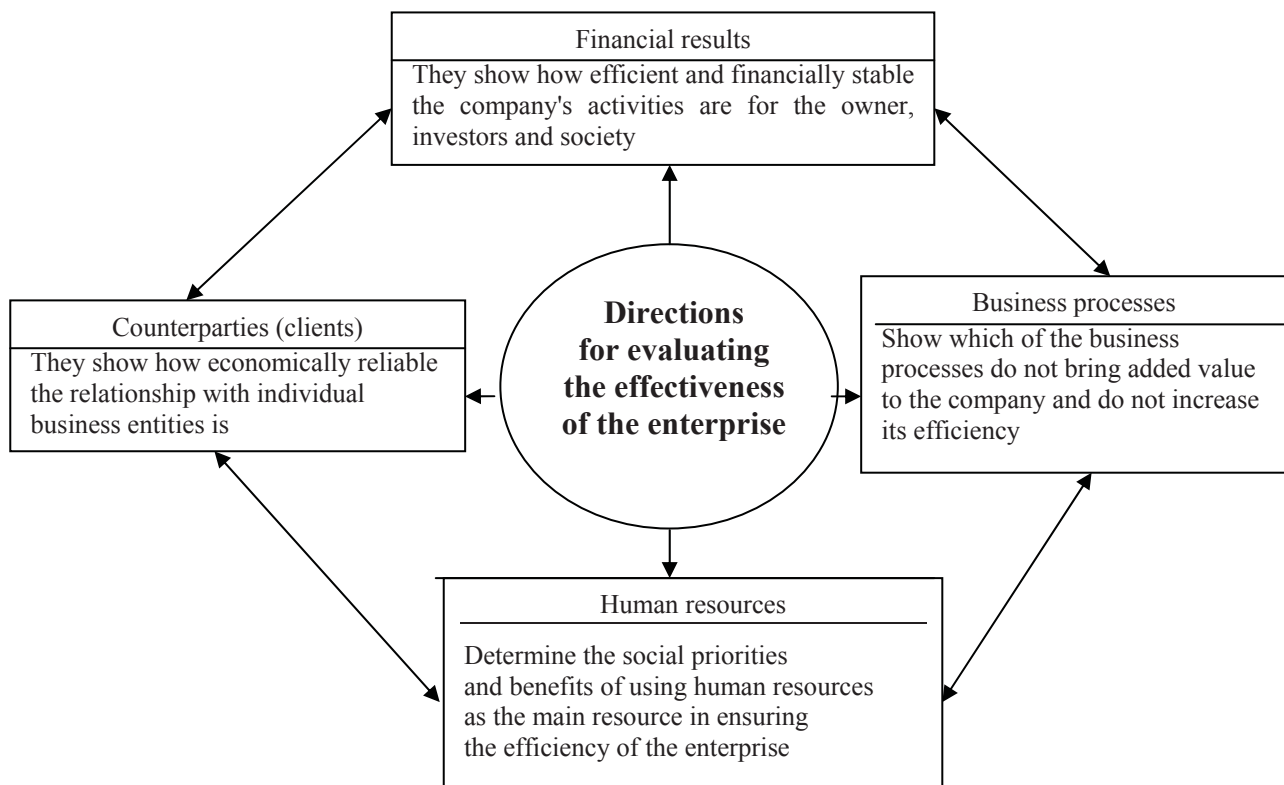 Financial results
They show how efficient and financially stable
the company's activities are for the owner,
investors and society
Counterparties (clients)
They show how economically reliable
the relationship with individual
business entities is
Directions
for evaluating
the effectiveness
of the enterprise
Business processes
Show which of the business
processes do not bring added value
to the company and do not increase
its efficiency
Human resources
Determine the social priorities
and benefits of using human resources
as the main resource in ensuring
the efficiency of the enterprise